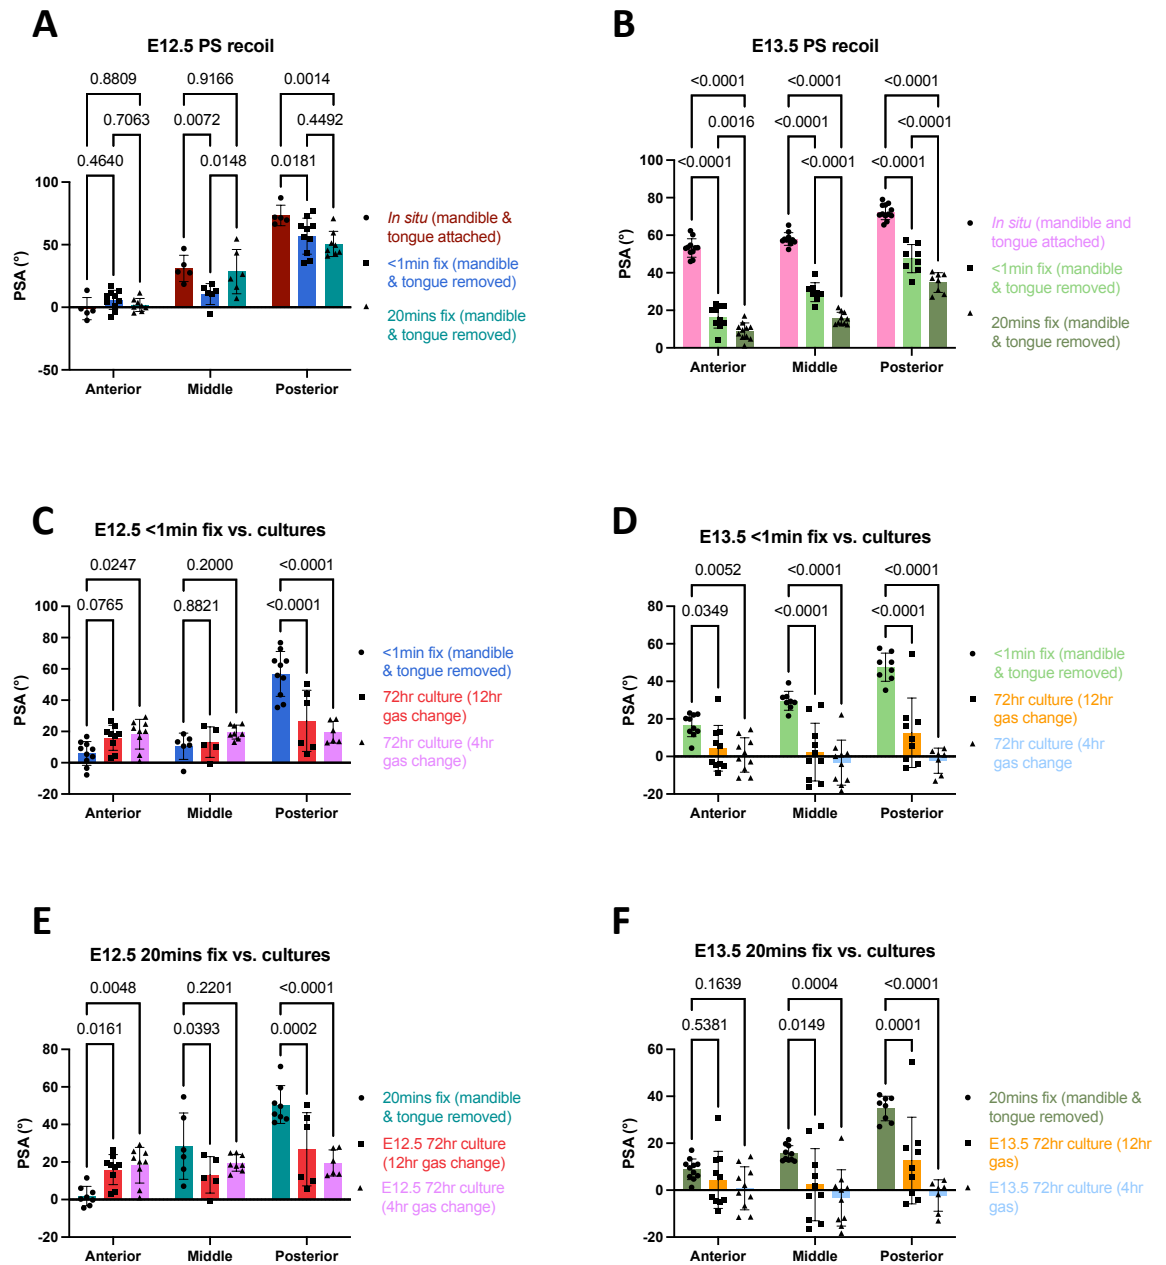 A
E12.5 PS recoil
0.8809
0.9166
0.0014
0.7063
0.0072
0.4492
0.4640
0.0148
0.0181
100
50
0
-50
PSA (°)
Anterior
Middle
Posterior
In situ (mandible &
tongue attached)
<1min fix (mandible
& tongue removed)
20mins fix (mandible
& tongue removed)
B
E13.5 PS recoil
<0.0001
<0.0001
<0.0001
0.0016
<0.0001
<0.0001
<0.0001
<0.0001
<0.0001
100
80
60
40
20
0
PSA (°)
Anterior
Middle
Posterior
In situ (mandible and
tongue attached)
<1min fix (mandible
& tongue removed)
20mins fix (mandible
& tongue removed)
C
E12.5 <1min fix vs. cultures
0.0247
0.2000
<0.0001
0.0765
0.8821
<0.0001
100
80
60
40
20
0
-20
PSA (°)
Anterior
Middle
Posterior
<1min fix (mandible
& tongue removed)
72hr culture (12hr
gas change)
72hr culture (4hr
gas change)
D
E13.5 <1min fix vs. cultures
0.0052
<0.0001
<0.0001
0.0349
<0.0001
<0.0001
80
60
40
20
0
-20
PSA (°)
Anterior
Middle
Posterior
<1min fix (mandible
& tongue removed)
72hr culture (12hr
gas change)
72hr culture (4hr
gas change
E
E12.5 20mins fix vs. cultures
0.0048
0.2201
<0.0001
0.0161
0.0393
0.0002
80
60
40
20
0
-20
PSA (°)
Anterior
Middle
Posterior
20mins fix (mandible
& tongue removed)
E12.5 72hr culture
(12hr gas change)
E12.5 72hr culture
(4hr gas change)
F
E13.5 20mins fix vs. cultures
0.1639
0.0004
<0.0001
0.5381
0.0149
0.0001
60
40
20
0
-20
PSA (°)
Anterior
Middle
Posterior
20mins fix (mandible &
tongue removed)
E13.5 72hr culture (12hr
gas)
E13.5 72hr culture (4hr
gas)